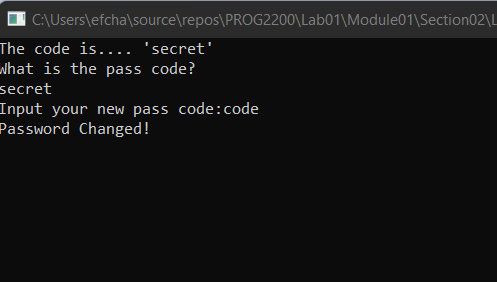 C:\Users\efcha\source\repos\PROG2200\Lab01\Module01\Section02\L
The code is.... 'secret'
What is the pass code?
secret
Input your new pass code:code
Password Changed!